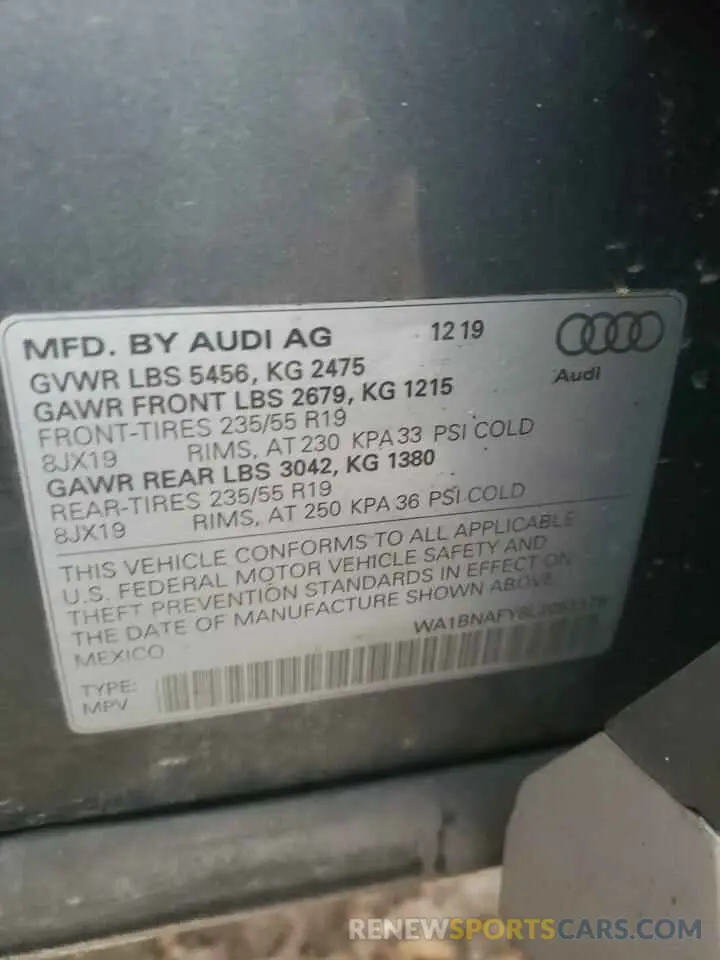 MFD. BY AUDI AG 12 19
Audi
GVWR LBS 5456, KG 2475
GAWR FRONT LBS 2679, KG 1215
FRONT-TIRES 235/55 R19
8JX19 RIMS, AT 230 KPA 33 PSI COLD
GAWR REAR LBS 3042, KG 1380
REAR-TIRES 235/55 R19
8JX19 RIMS, AT 250 KPA 36 PSI COLD
THIS VEHICLE CONFORMS TO ALL APPLICABLE
U.S. FEDERAL MOTOR VEHICLE SAFETY AND
THEFT PREVENTION STANDARDS IN EFFECT ON
THE DATE OF MANUFACTURE SHOWN ABOVE
MEXICO
TYPE:
MPV
RENEWSPORTSCARS.COM